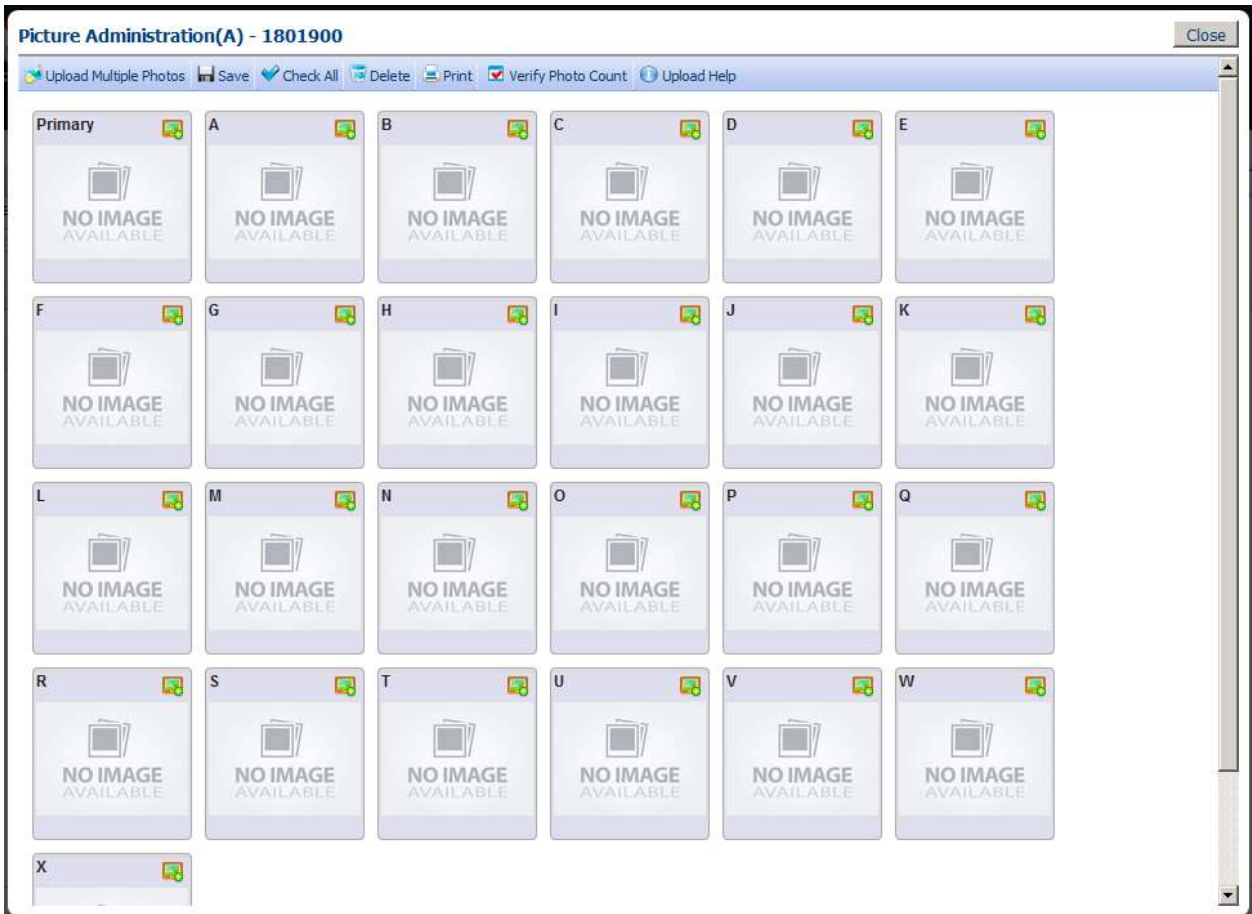 Picture Administration(A) - 1801900 Close
Upload Multiple Photos Save Check All Delete Print Verify Photo Count Upload Help
Primary A B C D E
NO IMAGE NO IMAGE NO IMAGE NO IMAGE NO IMAGE NO IMAGE
AVAILABLE AVAILABLE AVAILABLE AVAILABLE AVAILABLE AVAILABLE
F G H I J K
NO IMAGE NO IMAGE NO IMAGE NO IMAGE NO IMAGE NO IMAGE
AVAILABLE AVAILABLE AVAILABLE AVAILABLE AVAILABLE AVAILABLE
L M N O P Q
NO IMAGE NO IMAGE NO IMAGE NO IMAGE NO IMAGE NO IMAGE
AVAILABLE AVAILABLE AVAILABLE AVAILABLE AVAILABLE AVAILABLE
R S T U V W
NO IMAGE NO IMAGE NO IMAGE NO IMAGE NO IMAGE NO IMAGE
AVAILABLE AVAILABLE AVAILABLE AVAILABLE AVAILABLE AVAILABLE
X